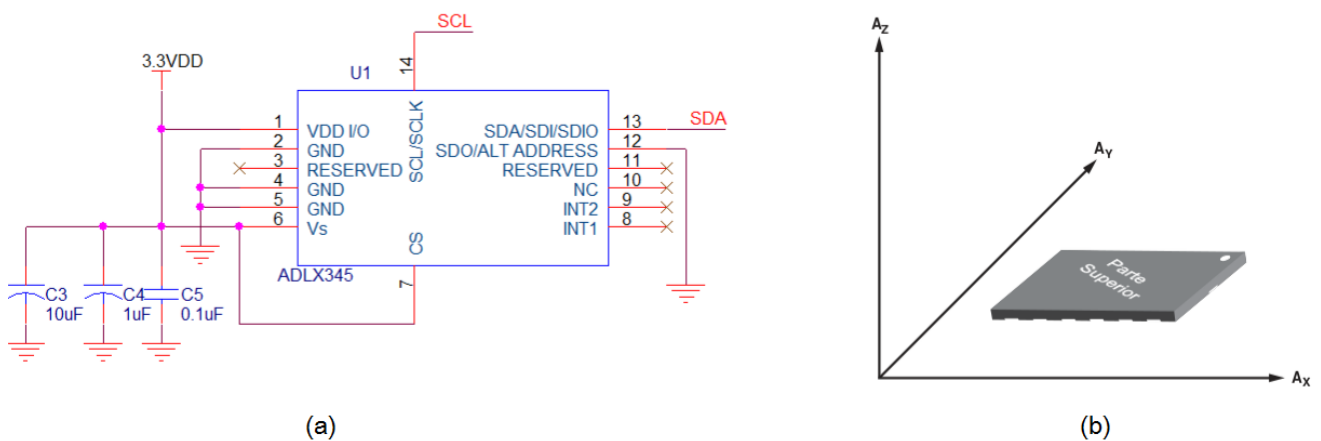 SCL
3.3VDD
U1
14
1 VDD I/O
2 GND
3 RESERVED
4 GND
5 GND
6 Vs
SCL/SCLK
CS
7
SDA/SDI/SDIO 13 SDA
SDO/ALT ADDRESS 12
RESERVED 11
NC 10
INT2 9
INT1 8
ADLX345
C3
10uF
C4
1uF
C5
0.1uF
(a)
AZ
AY
AX
Parte
Superior
(b)